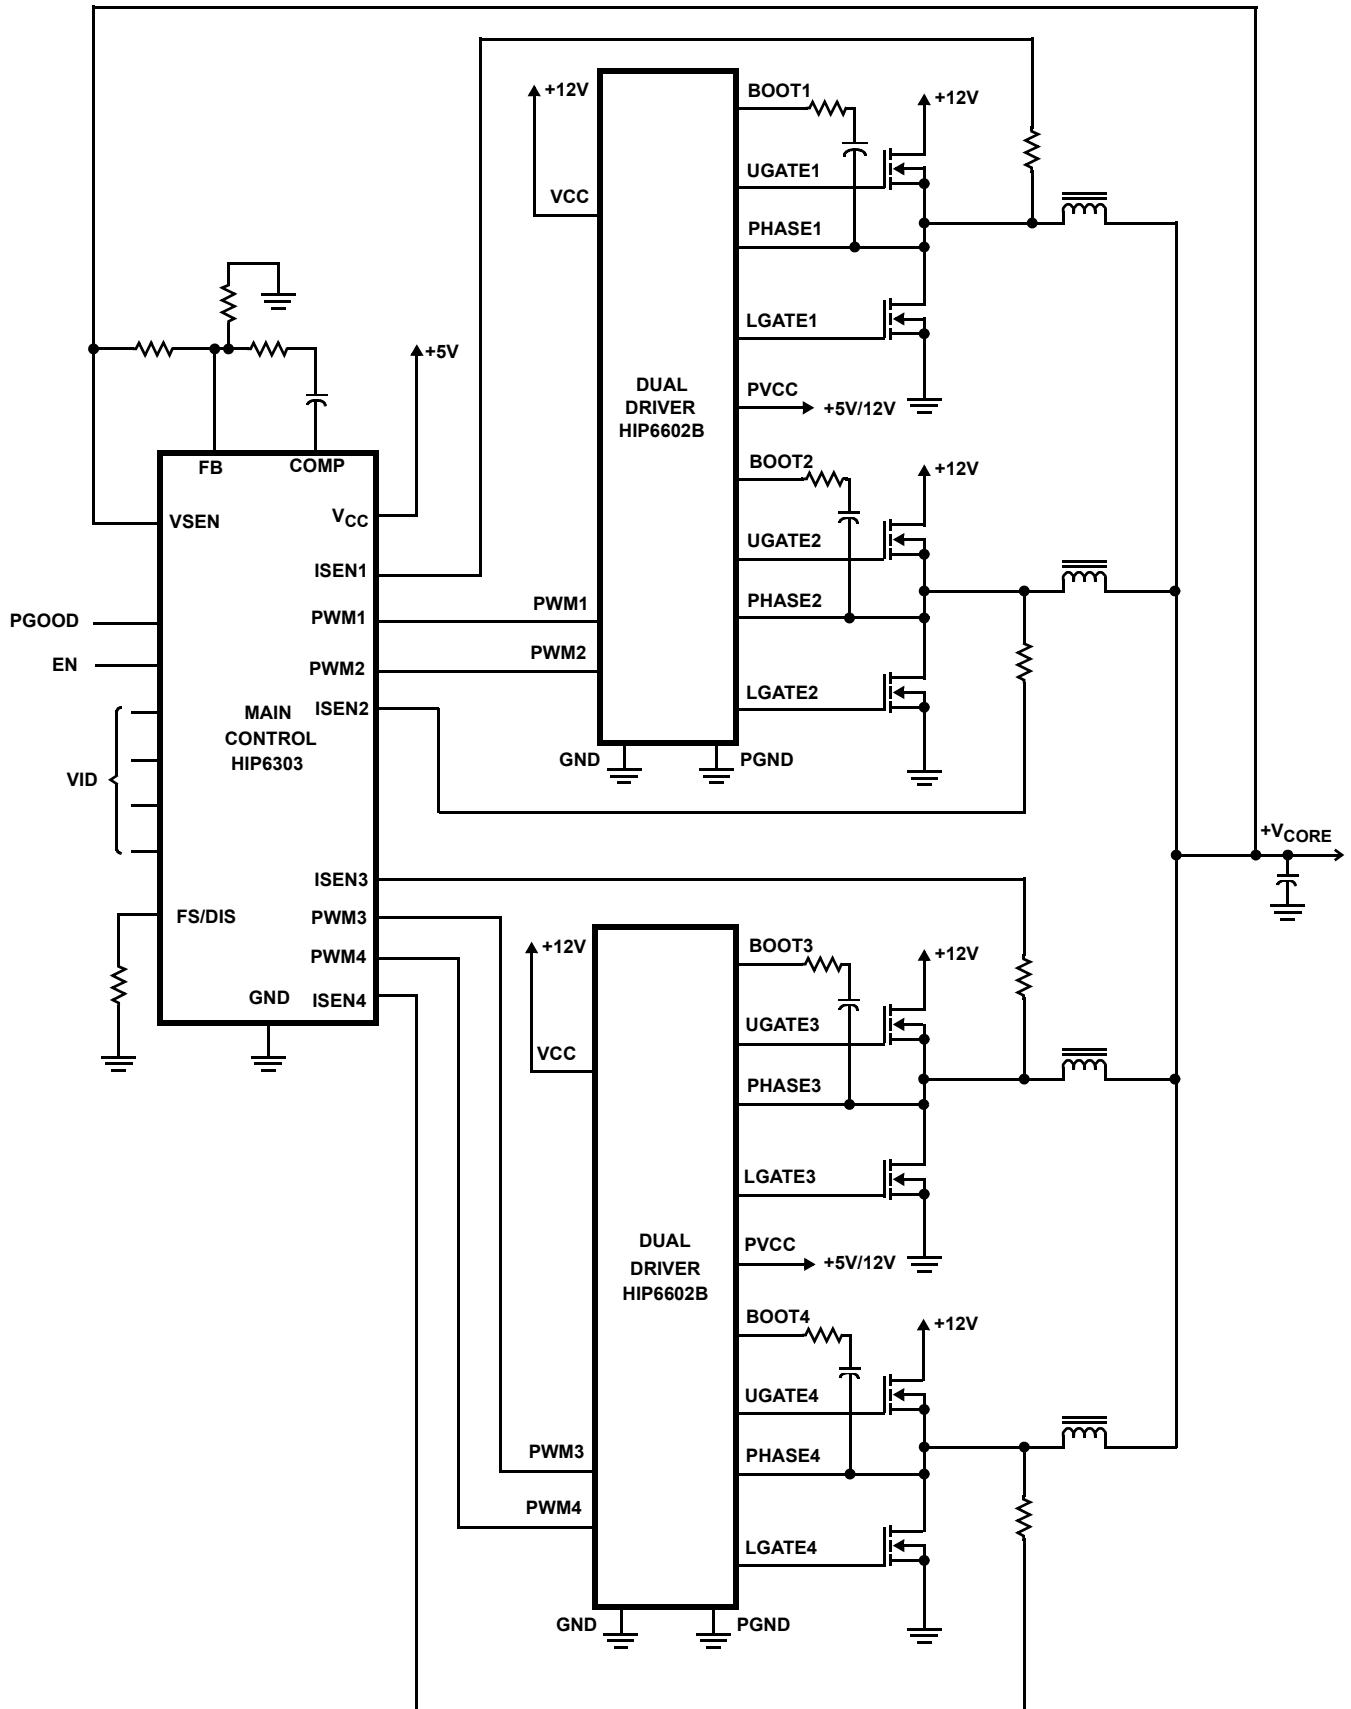 +12V
BOOT1
+12V
UGATE1
VCC
PHASE1
LGATE1
+5V
DUAL
DRIVER
HIP6602B
PVCC
+5V/12V
FB
COMP
BOOT2
+12V
VSEN
VCC
UGATE2
ISEN1
PWM1
PHASE2
PGOOD
PWM1
EN
PWM2
PWM2
LGATE2
ISEN2
MAIN
CONTROL
HIP6303
GND
PGND
VID
+VCORE
ISEN3
FS/DIS
PWM3
+12V
BOOT3
+12V
PWM4
GND
ISEN4
UGATE3
VCC
PHASE3
LGATE3
DUAL
DRIVER
HIP6602B
PVCC
+5V/12V
BOOT4
+12V
UGATE4
PWM3
PHASE4
PWM4
LGATE4
GND
PGND